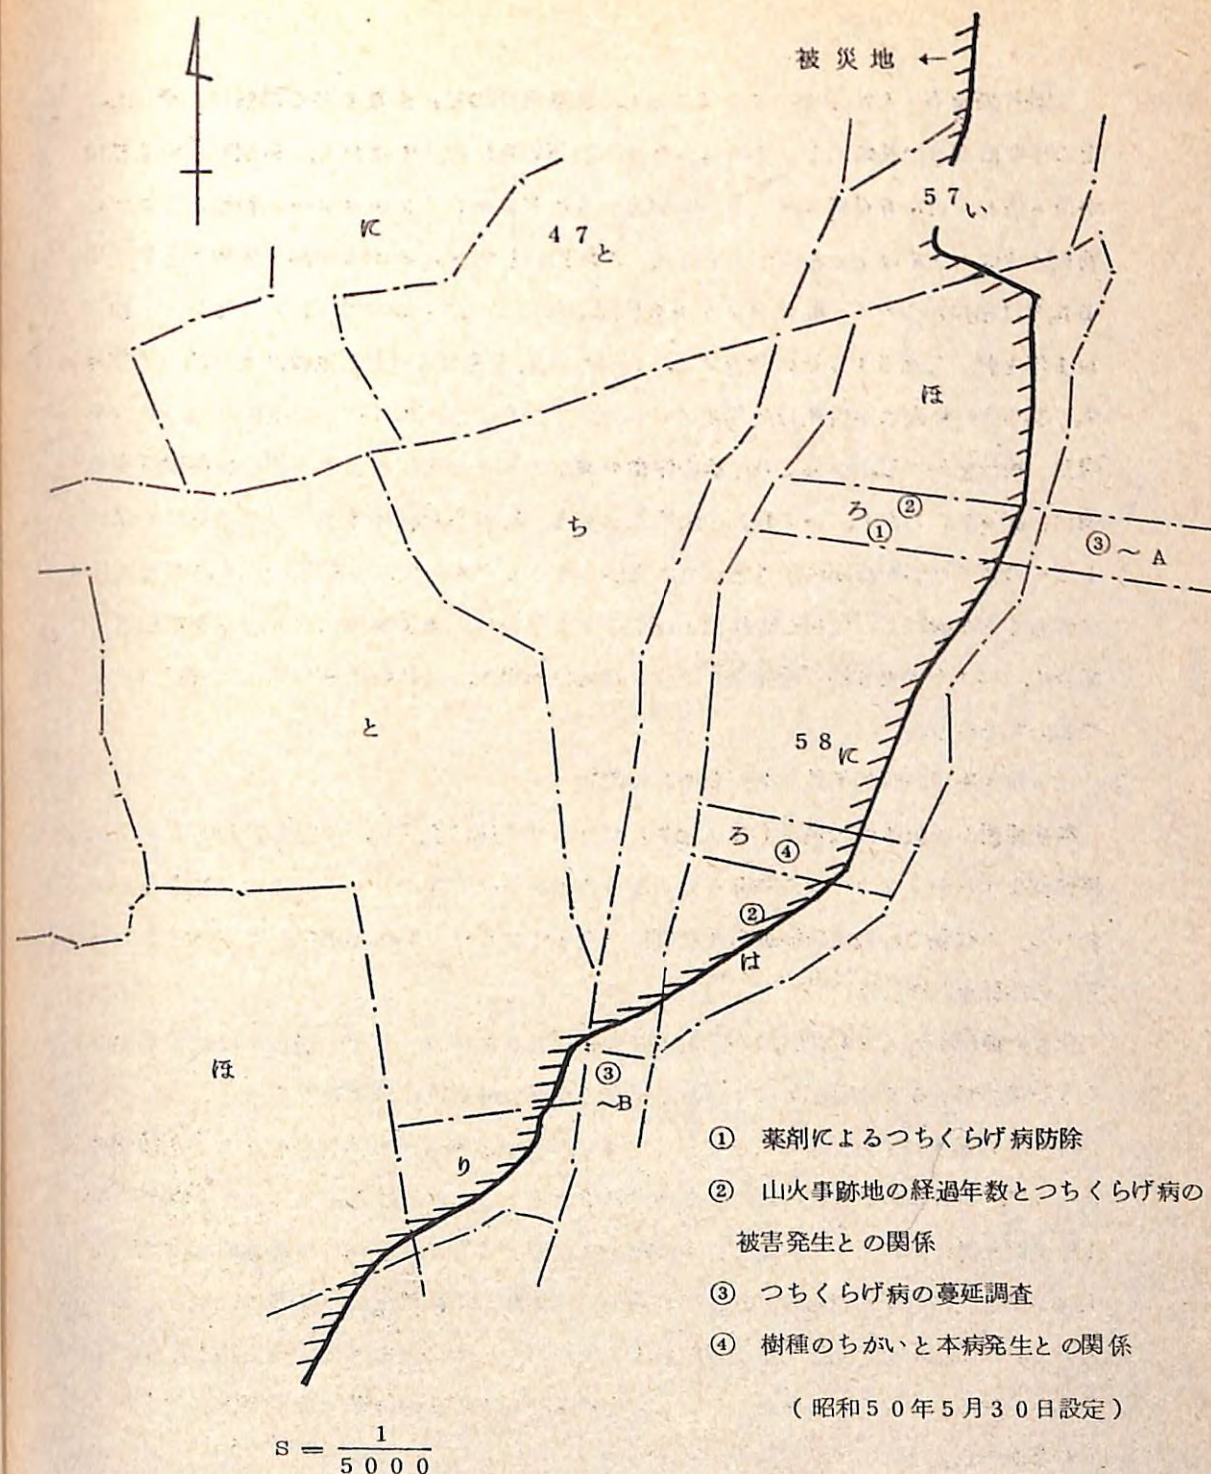 被災地 ←
57い
に
47と
ほ
ち
ろ ②
①
③～A
と
58に
ろ ④
②
は
ほ
③
～B
り
① 薬剤によるつちくらげ病防除
② 山火事跡地の経過年数とつちくらげ病の
被害発生との関係
③ つちくらげ病の蔓延調査
④ 樹種のちがいと本病発生との関係
（昭和50年5月30日設定）
S = 1/5000